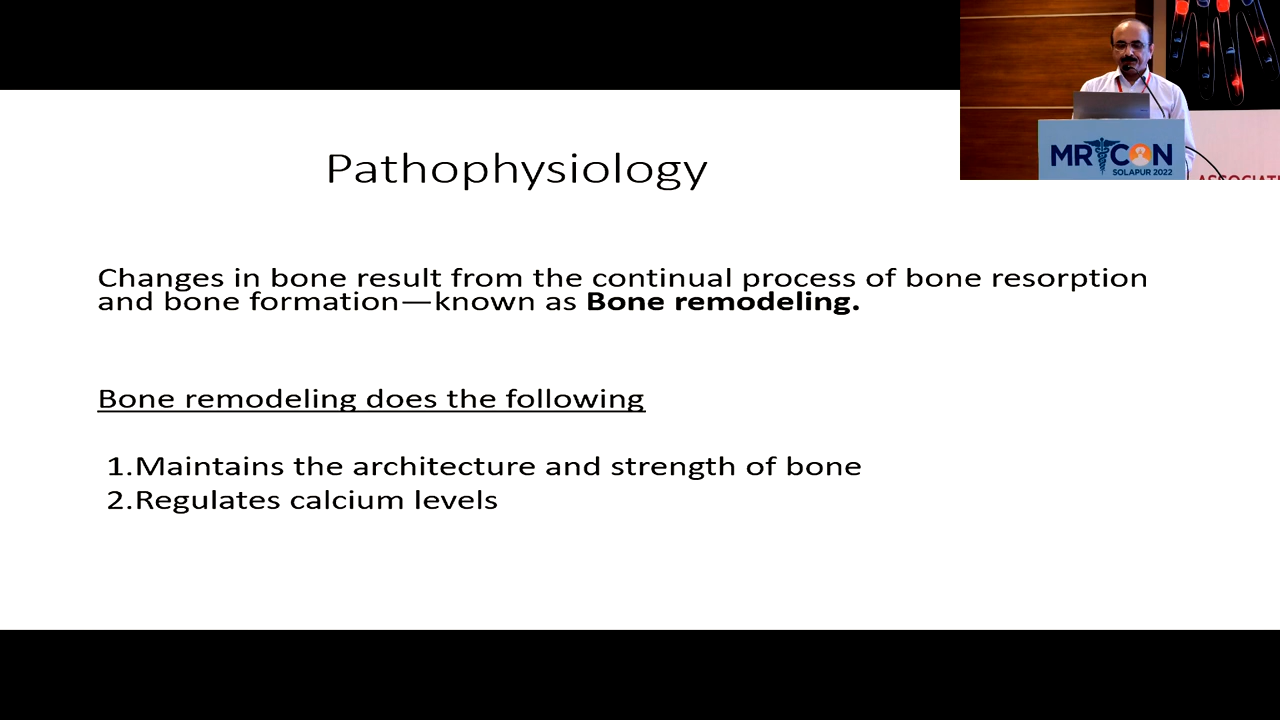 Pathophysiology
Changes in bone result from the continual process of bone resorption
and bone formation—known as Bone remodeling.
Bone remodeling does the following
1.Maintains the architecture and strength of bone
2.Regulates calcium levels
MRTCON
SOLAPUR 2022